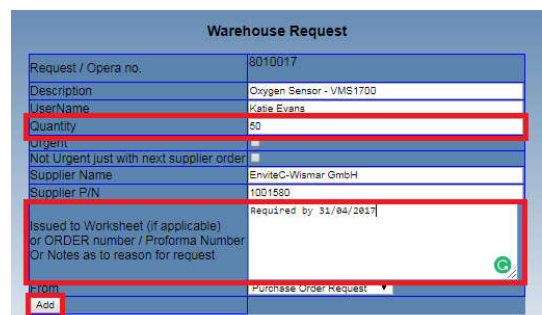 Warehouse Request
Request / Opera no. 8010017
Description Oxygen Sensor - VMS1700
UserName Katie Evans
Quantity 50
Urgent
Not Urgent just with next supplier order
Supplier Name EnviteC-Wismar GmbH
Supplier P/N 1001580
Required by 31/04/2017
Issued to Worksheet (if applicable)
or ORDER number / Proforma Number
Or Notes as to reason for request
From Purchase Order Request
Add